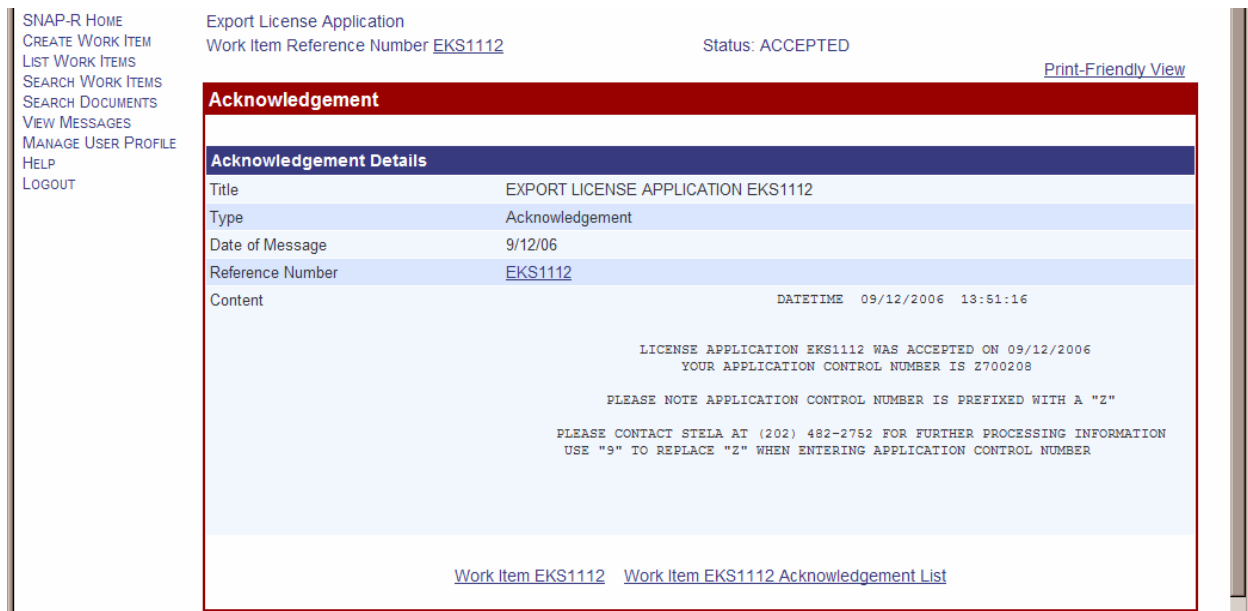 SNAP-R HOME
CREATE WORK ITEM
LIST WORK ITEMS
SEARCH WORK ITEMS
SEARCH DOCUMENTS
VIEW MESSAGES
MANAGE USER PROFILE
HELP
LOGOUT
Export License Application
Work Item Reference Number EKS1112 Status: ACCEPTED
Print-Friendly View
Acknowledgement
Acknowledgement Details
Title EXPORT LICENSE APPLICATION EKS1112
Type Acknowledgement
Date of Message 9/12/06
Reference Number EKS1112
Content DATETIME 09/12/2006 13:51:16
LICENSE APPLICATION EKS1112 WAS ACCEPTED ON 09/12/2006
YOUR APPLICATION CONTROL NUMBER IS Z700208
PLEASE NOTE APPLICATION CONTROL NUMBER IS PREFIXED WITH A "Z"
PLEASE CONTACT STELA AT (202) 482-2752 FOR FURTHER PROCESSING INFORMATION
USE "9" TO REPLACE "Z" WHEN ENTERING APPLICATION CONTROL NUMBER
Work Item EKS1112 Work Item EKS1112 Acknowledgement List